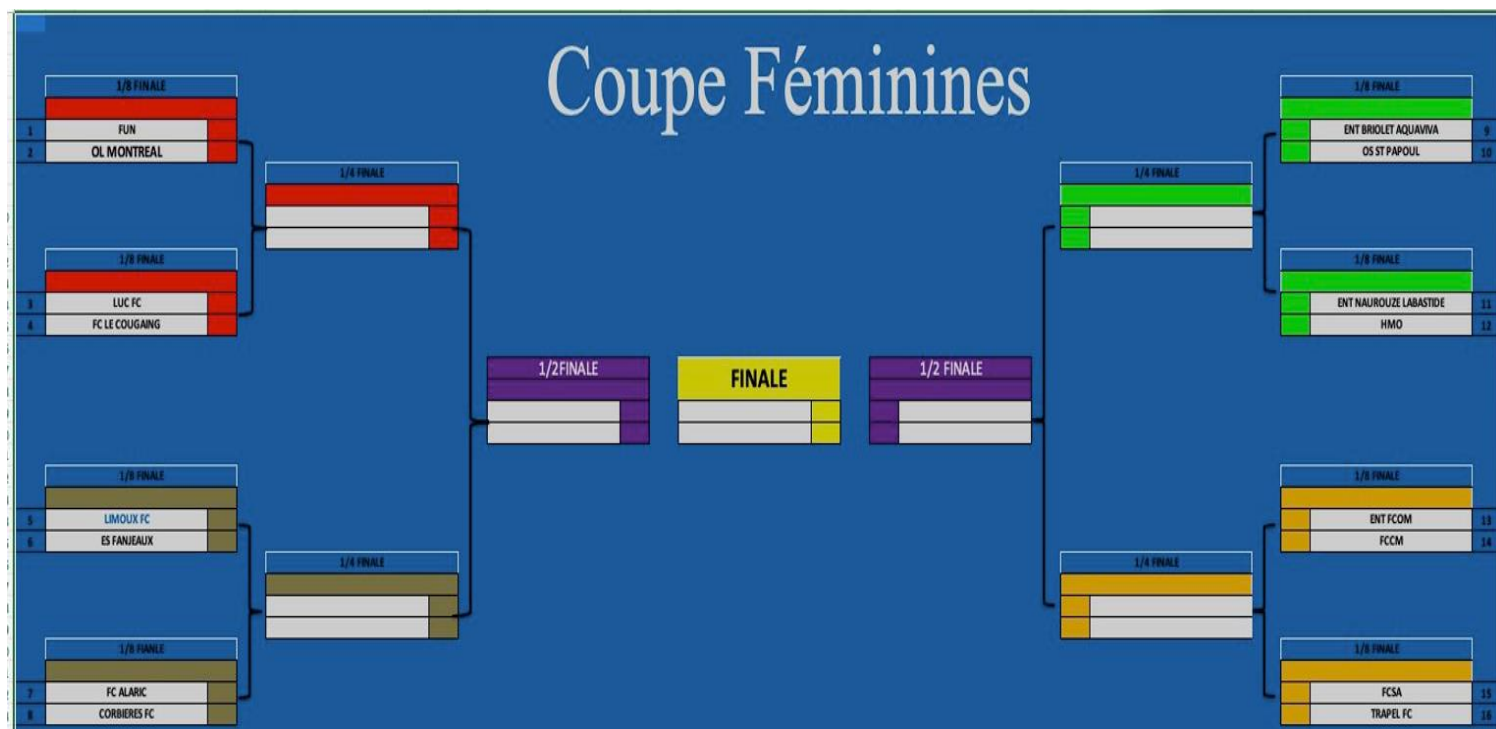 Coupe Féminines
1/8 FINALE
1 FUN
2 OL MONTREAL
1/8 FINALE
3 LUC FC
4 FC LE COUGAING
1/8 FINALE
5 LIMOUX FC
6 ES FANJEAUX
1/8 FIANLE
7 FC ALARIC
8 CORBIERES FC
1/4 FINALE
1/4 FINALE
1/2FINALE
FINALE
1/2 FINALE
1/4 FINALE
1/4 FINALE
1/8 FINALE
ENT BRIOLET AQUAVIVA 9
OS ST PAPOUL 10
1/8 FINALE
ENT NAUROUZE LABASTIDE 11
HMO 12
1/8 FINALE
ENT FCOM 13
FCCM 14
1/8 FINALE
FCSA 15
TRAPEL FC 16